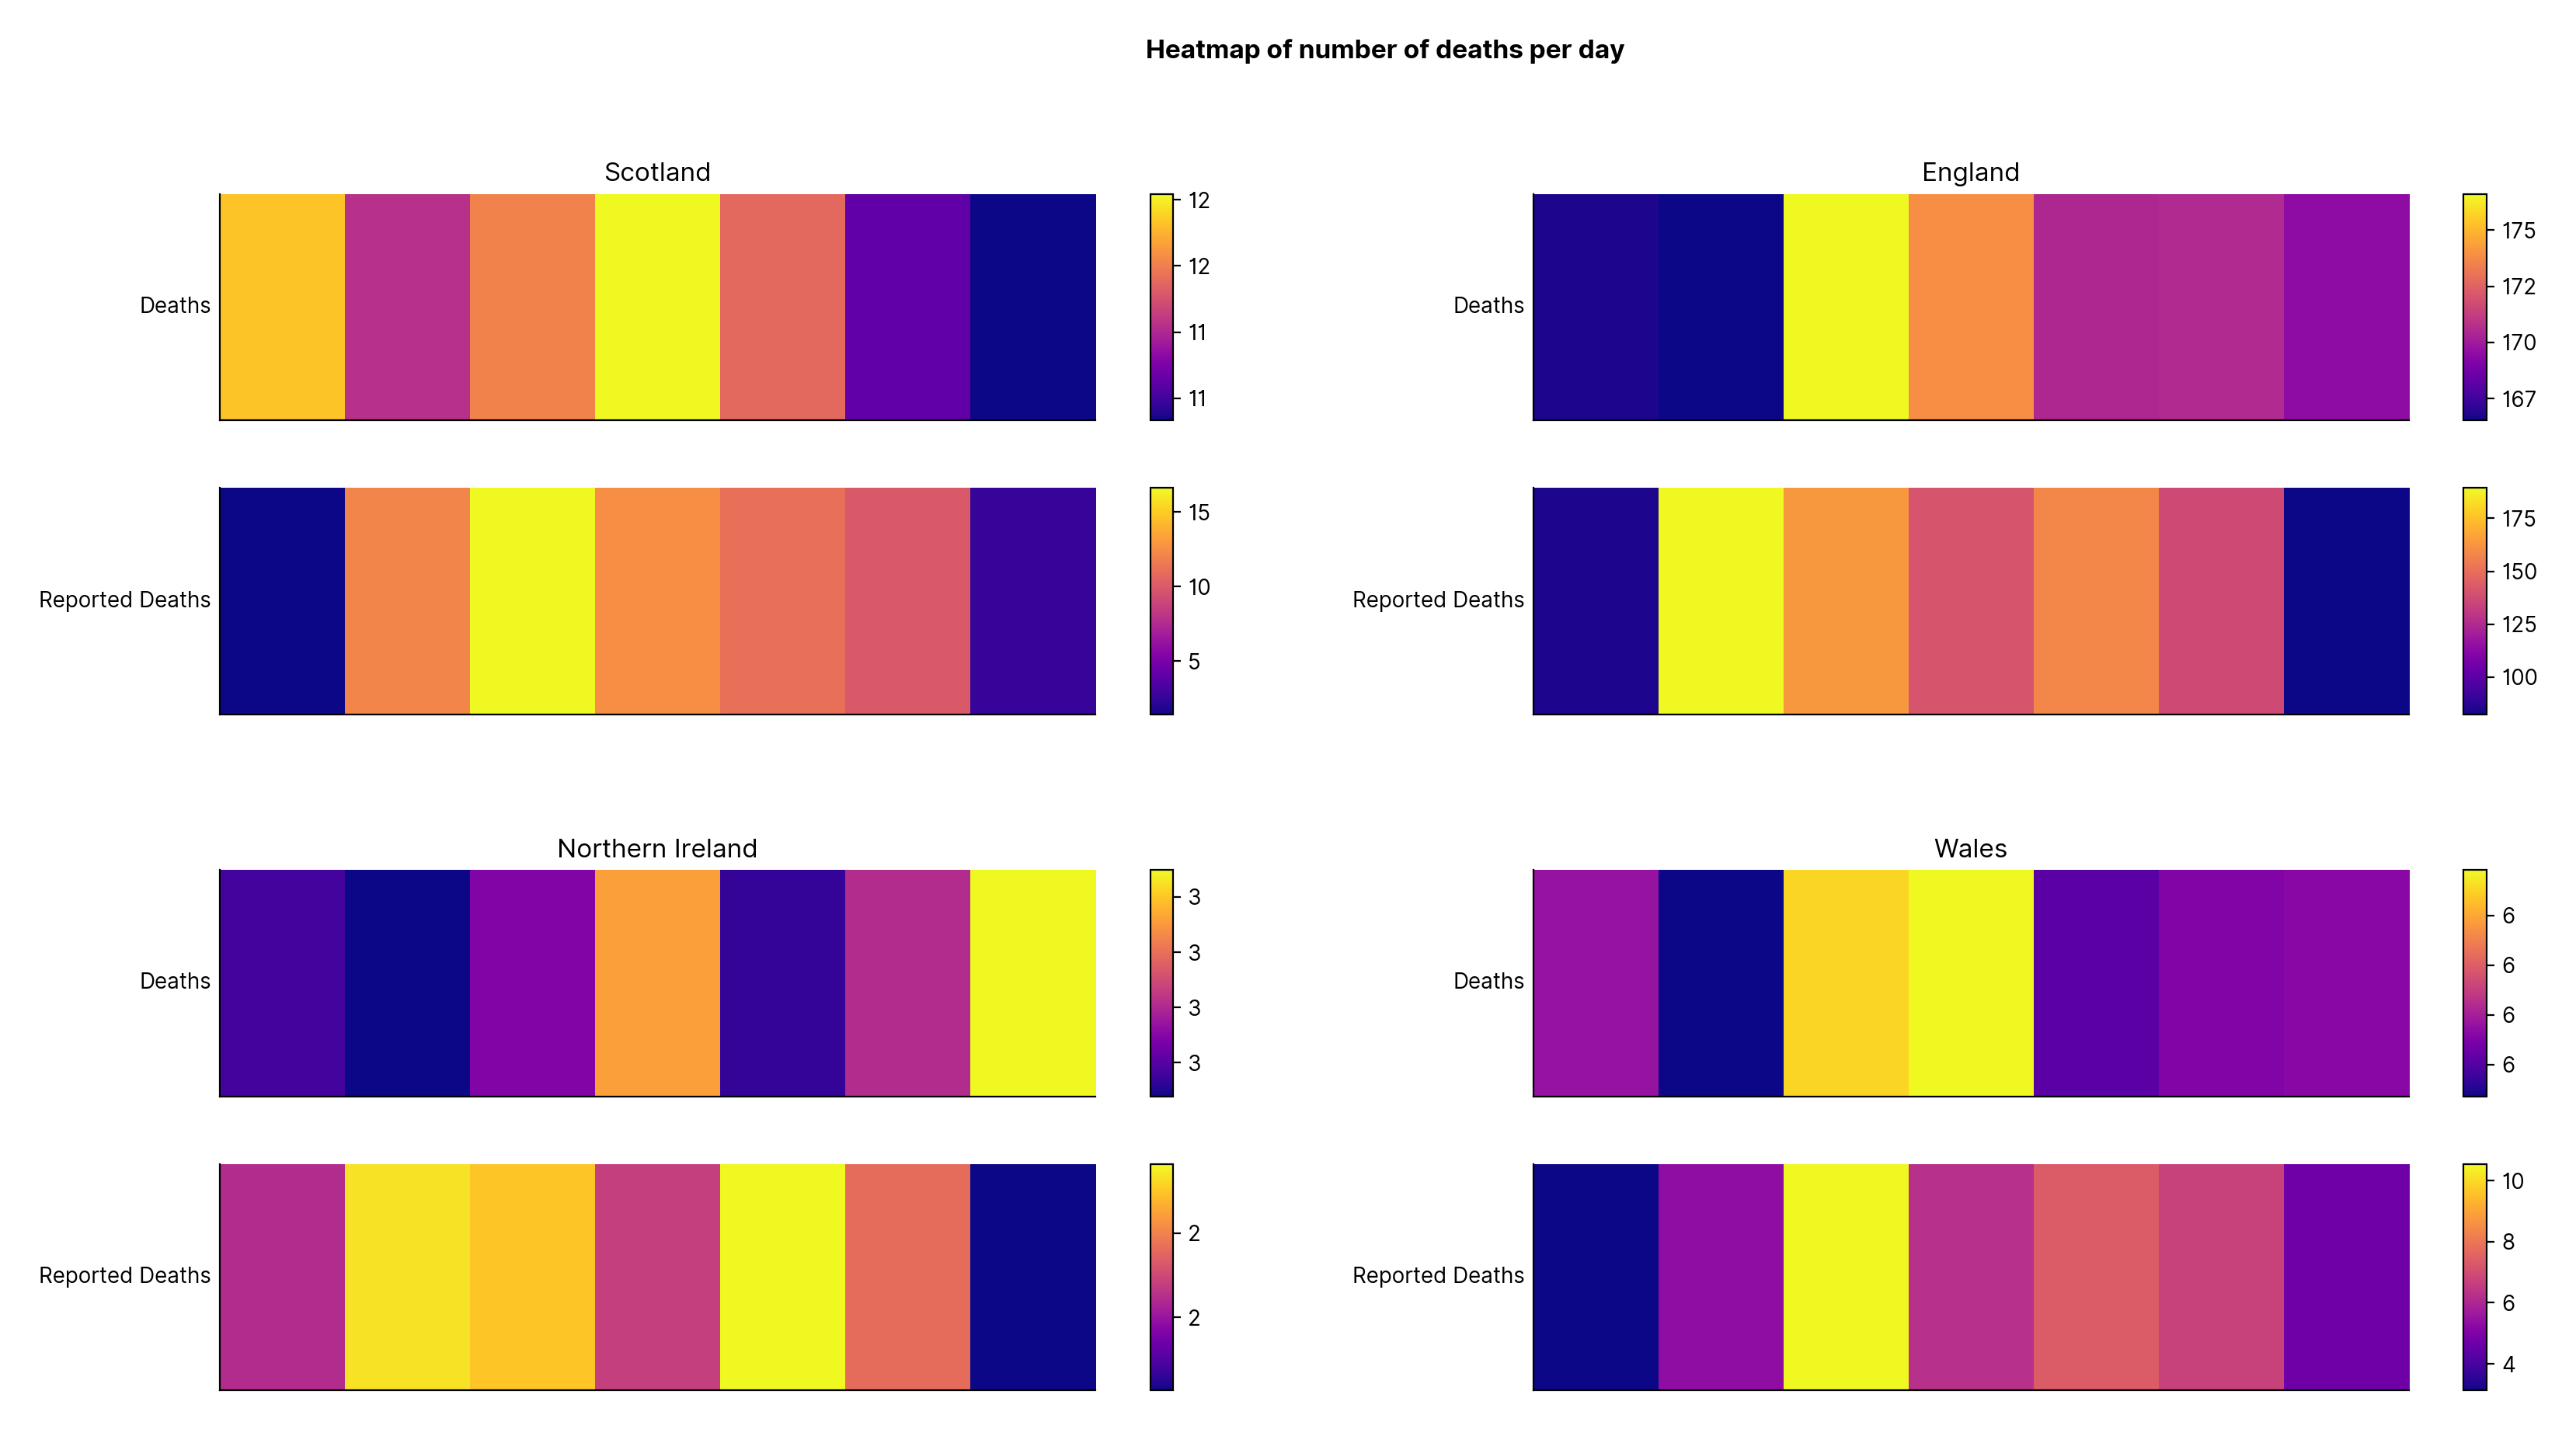 Heatmap of number of deaths per day
Scotland
Deaths
12
12
11
11
Reported Deaths
15
10
5
England
Deaths
175
172
170
167
Reported Deaths
175
150
125
100
Northern Ireland
Deaths
3
3
3
3
Reported Deaths
2
2
Wales
Deaths
6
6
6
6
Reported Deaths
10
8
6
4